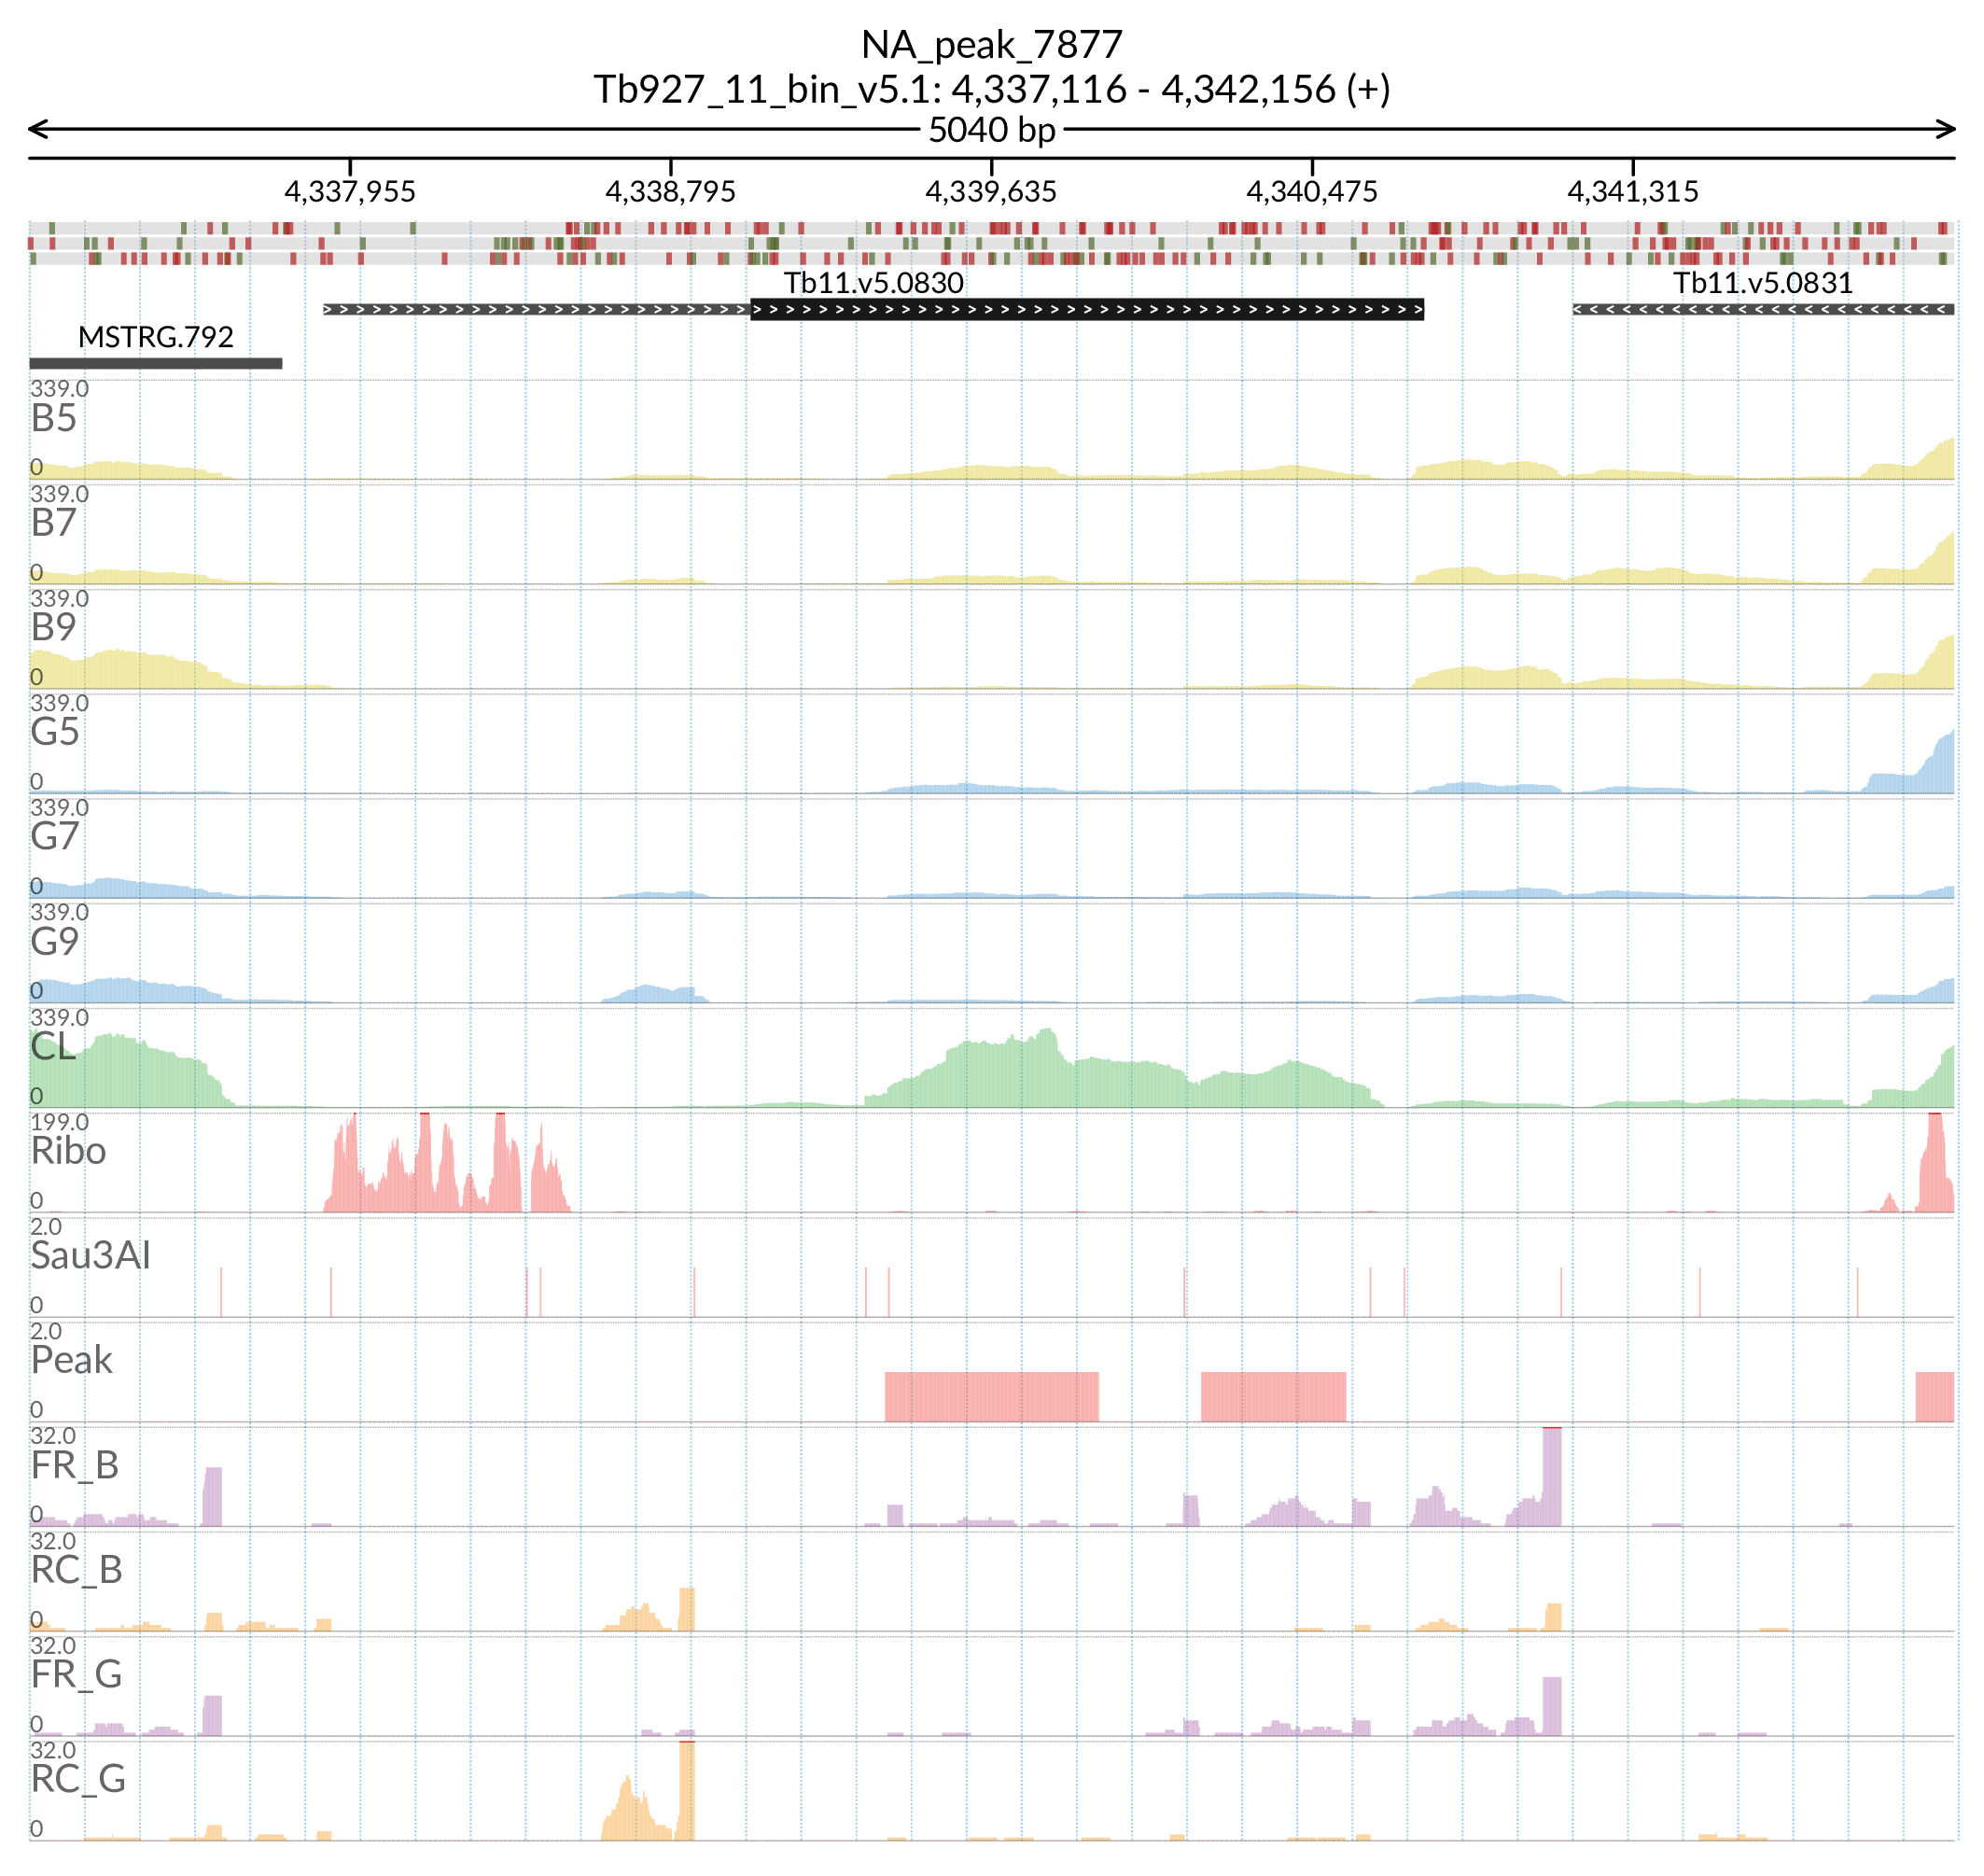 NA_peak_7877
Tb927_11_bin_v5.1: 4,337,116 - 4,342,156 (+)
5040 bp
4,337,955 4,338,795 4,339,635 4,340,475 4,341,315
Tb11.v5.0830 Tb11.v5.0831
MSTRG.792
339.0
B5
0
339.0
B7
0
339.0
B9
0
339.0
G5
0
339.0
G7
0
339.0
G9
0
339.0
CL
0
199.0
Ribo
0
2.0
Sau3AI
0
2.0
Peak
0
32.0
FR_B
0
32.0
RC_B
0
32.0
FR_G
0
32.0
RC_G
0